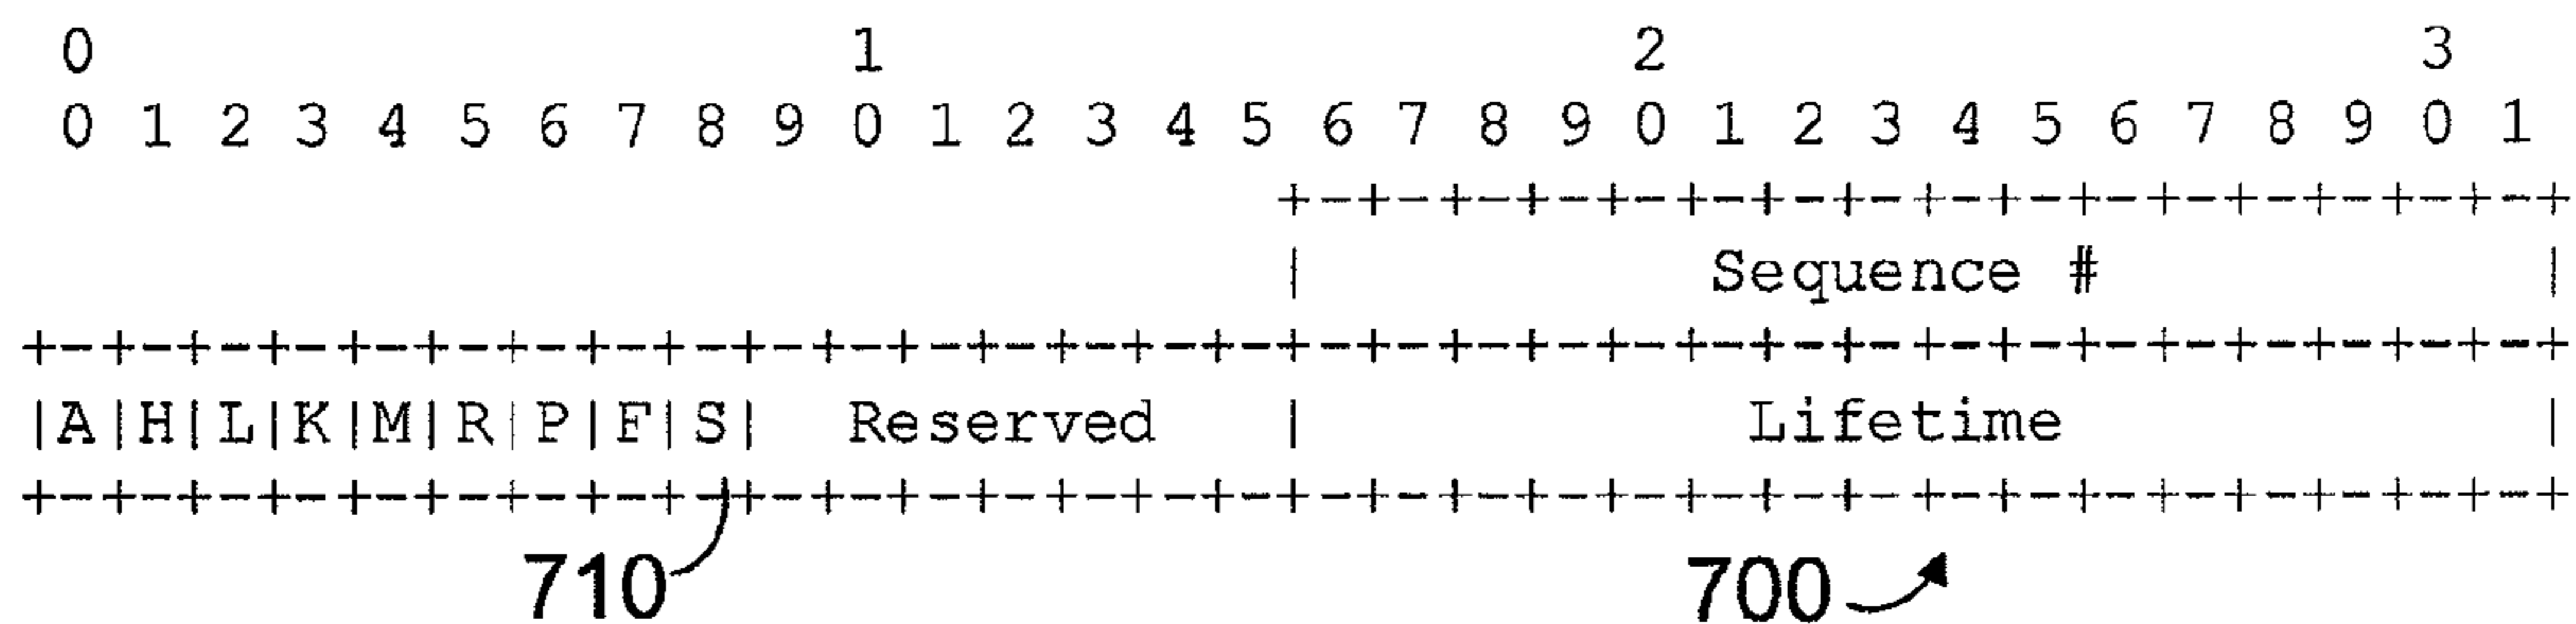 0 1 2 3
0 1 2 3 4 5 6 7 8 9 0 1 2 3 4 5 6 7 8 9 0 1 2 3 4 5 6 7 8 9 0 1
+-+-+-+-+-+-+-+-+-+-+-+-+-+-+-+-+
| Sequence # |
+-+-+-+-+-+-+-+-+-+-+-+-+-+-+-+-+-+-+-+-+-+-+-+-+-+-+-+-+-+-+-+-+
|A|H|L|K|M|R|P|F|S| Reserved | Lifetime |
+-+-+-+-+-+-+-+-+-+-+-+-+-+-+-+-+-+-+-+-+-+-+-+-+-+-+-+-+-+-+-+-+
710 700